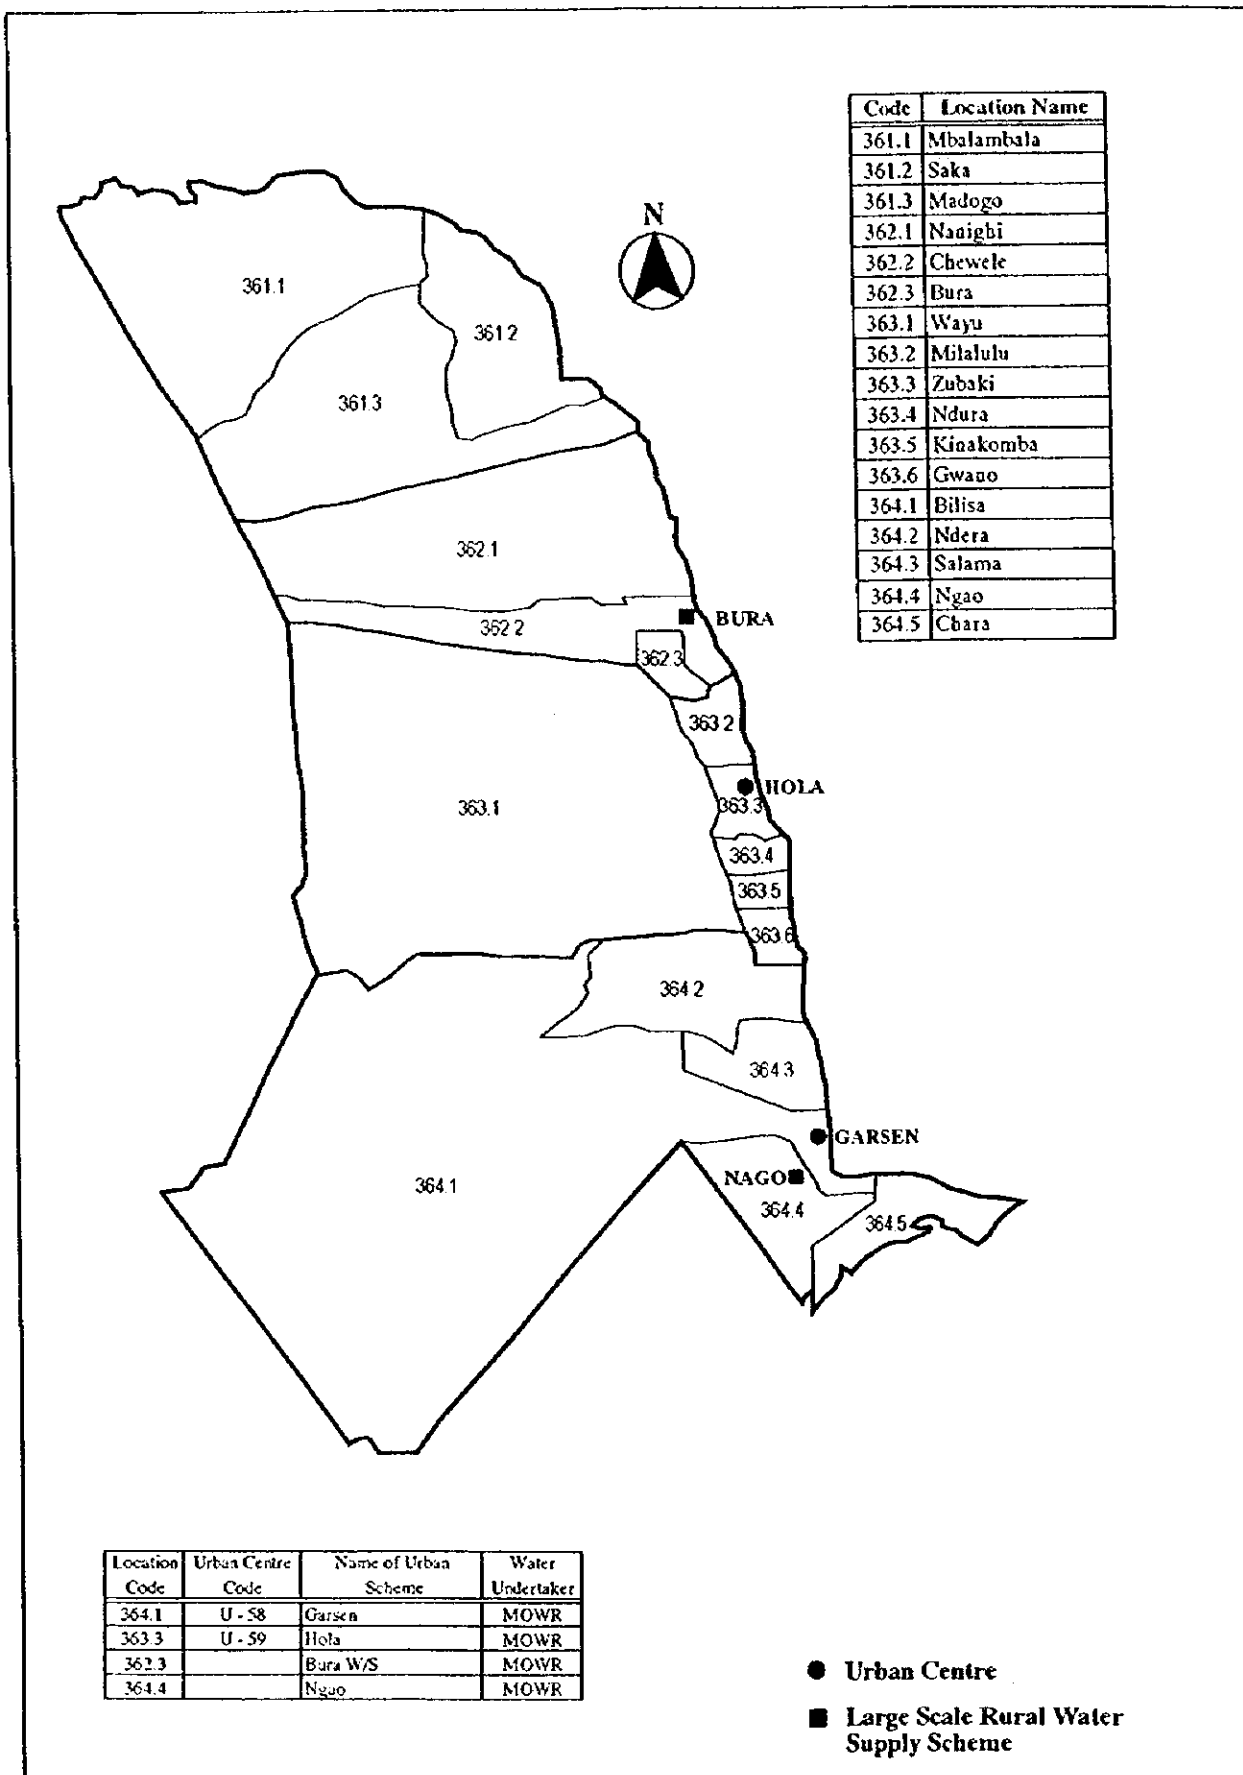 Code Location Name
361.1 Mbalambala
361.2 Saka
361.3 Madogo
362.1 Nanighi
362.2 Chewele
362.3 Bura
363.1 Wayu
363.2 Milalulu
363.3 Zubaki
363.4 Ndura
363.5 Kinakomba
363.6 Gwano
364.1 Bilisa
364.2 Ndera
364.3 Salama
364.4 Ngao
364.5 Chara
N
361.1
361.2
361.3
362.1
362.2
BURA
362.3
363.2
HOLA
363.3
363.1
363.4
363.5
363.6
364.2
364.3
GARSEN
NAGO
364.1
364.4
364.5
Location Urban Centre Name of Urban Water
Code Code Scheme Undertaker
364.1 U - 58 Garsen MOWR
363.3 U - 59 Hola MOWR
362.3 Bura W/S MOWR
364.4 Ngao MOWR
Urban Centre
Large Scale Rural Water
Supply Scheme